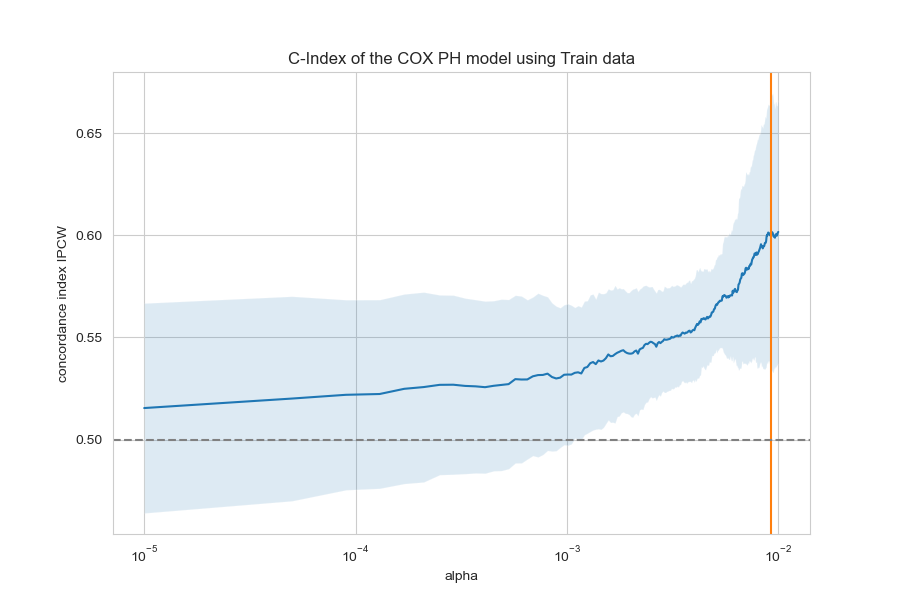 C-Index of the COX PH model using Train data
concordance index IPCW
0.65
0.60
0.55
0.50
10⁻⁵ 10⁻⁴ 10⁻³ 10⁻²
alpha